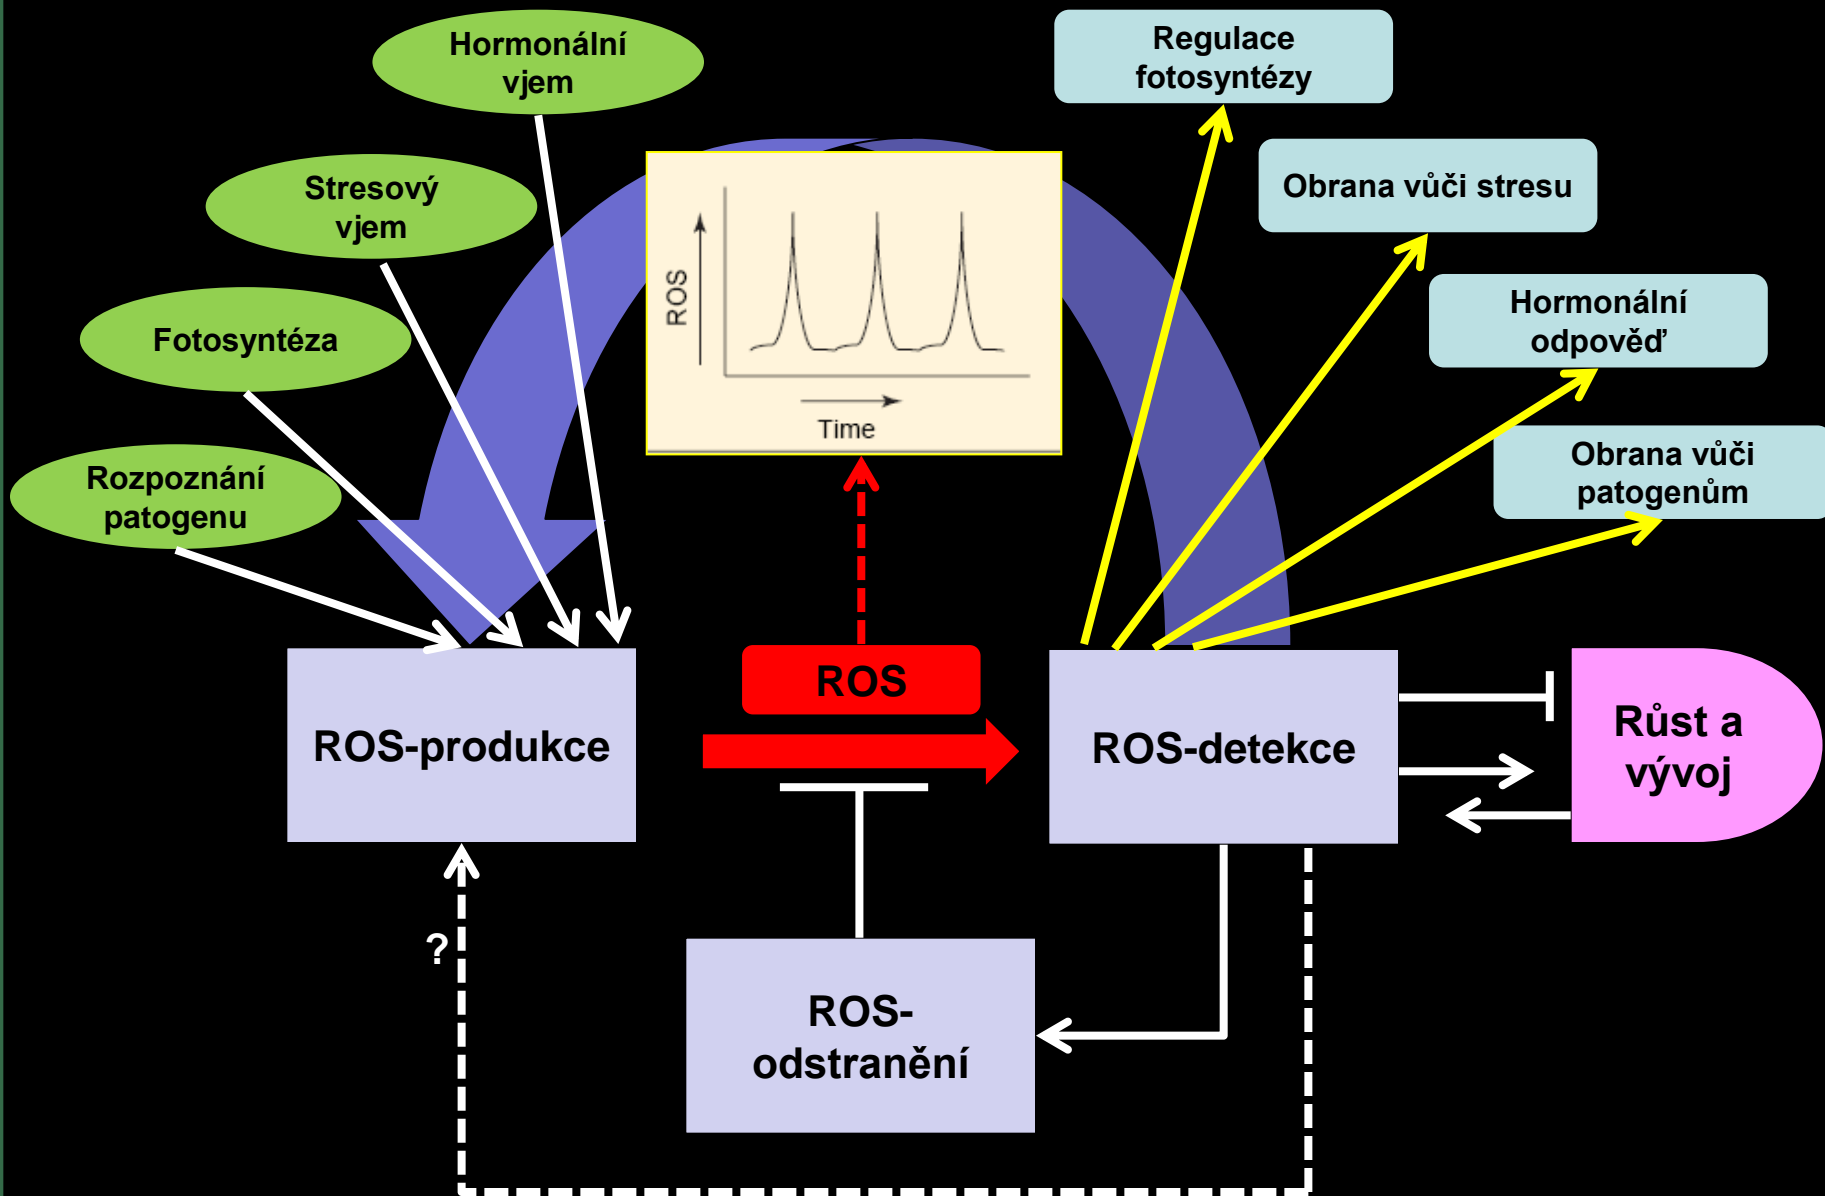 Hormonální
vjem
Regulace
fotosyntézy
Stresový
vjem
Obrana vůči stresu
Fotosyntéza
Hormonální
odpověď
Rozpoznání
patogenu
Obrana vůči
patogenům
ROS
Time
ROS
ROS-produkce
ROS-detekce
Růst a
vývoj
?
ROS-
odstranění